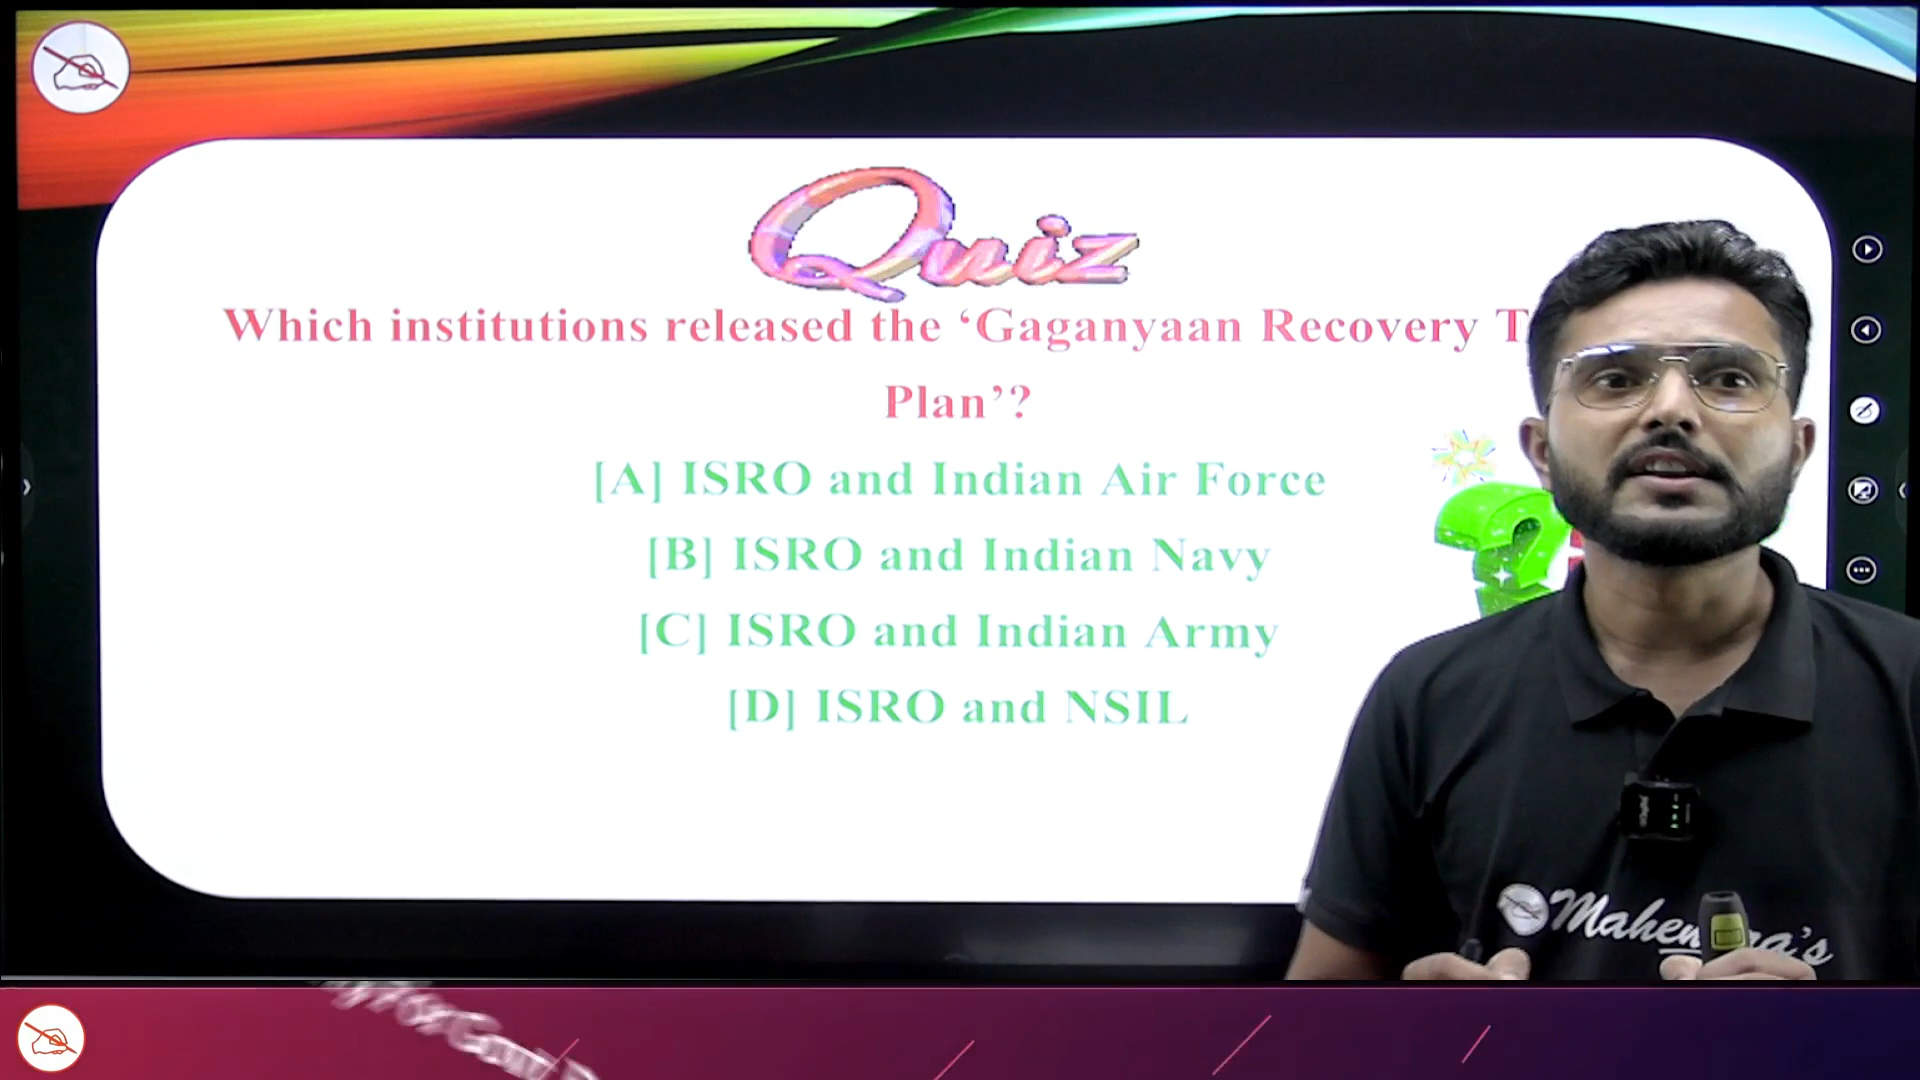 Quiz
Which institutions released the ‘Gaganyaan Recovery
Plan’?
[A] ISRO and Indian Air Force
[B] ISRO and Indian Navy
[C] ISRO and Indian Army
[D] ISRO and NSIL